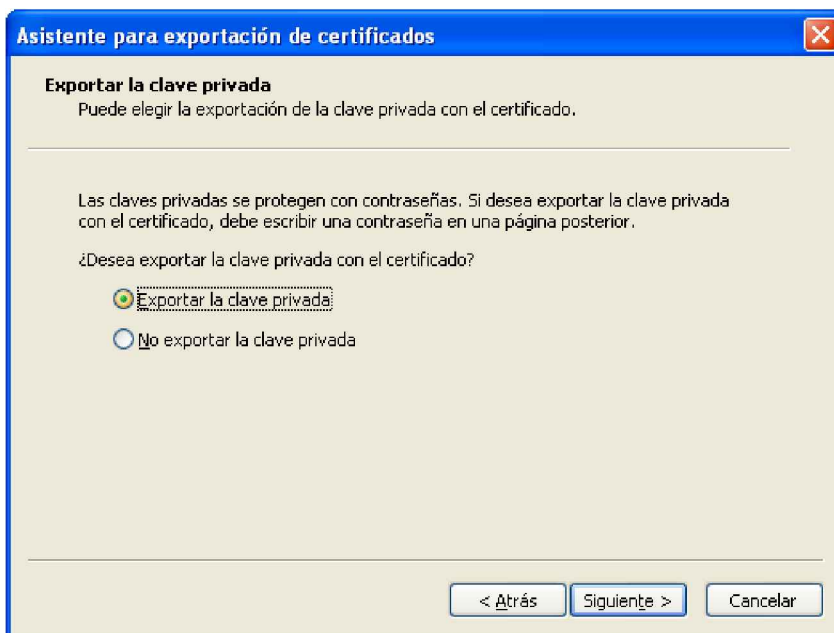 Asistente para exportación de certificados
Exportar la clave privada
Puede elegir la exportación de la clave privada con el certificado.
Las claves privadas se protegen con contraseñas. Si desea exportar la clave privada
con el certificado, debe escribir una contraseña en una página posterior.
¿Desea exportar la clave privada con el certificado?
Exportar la clave privada
No exportar la clave privada
< Atrás Siguiente > Cancelar